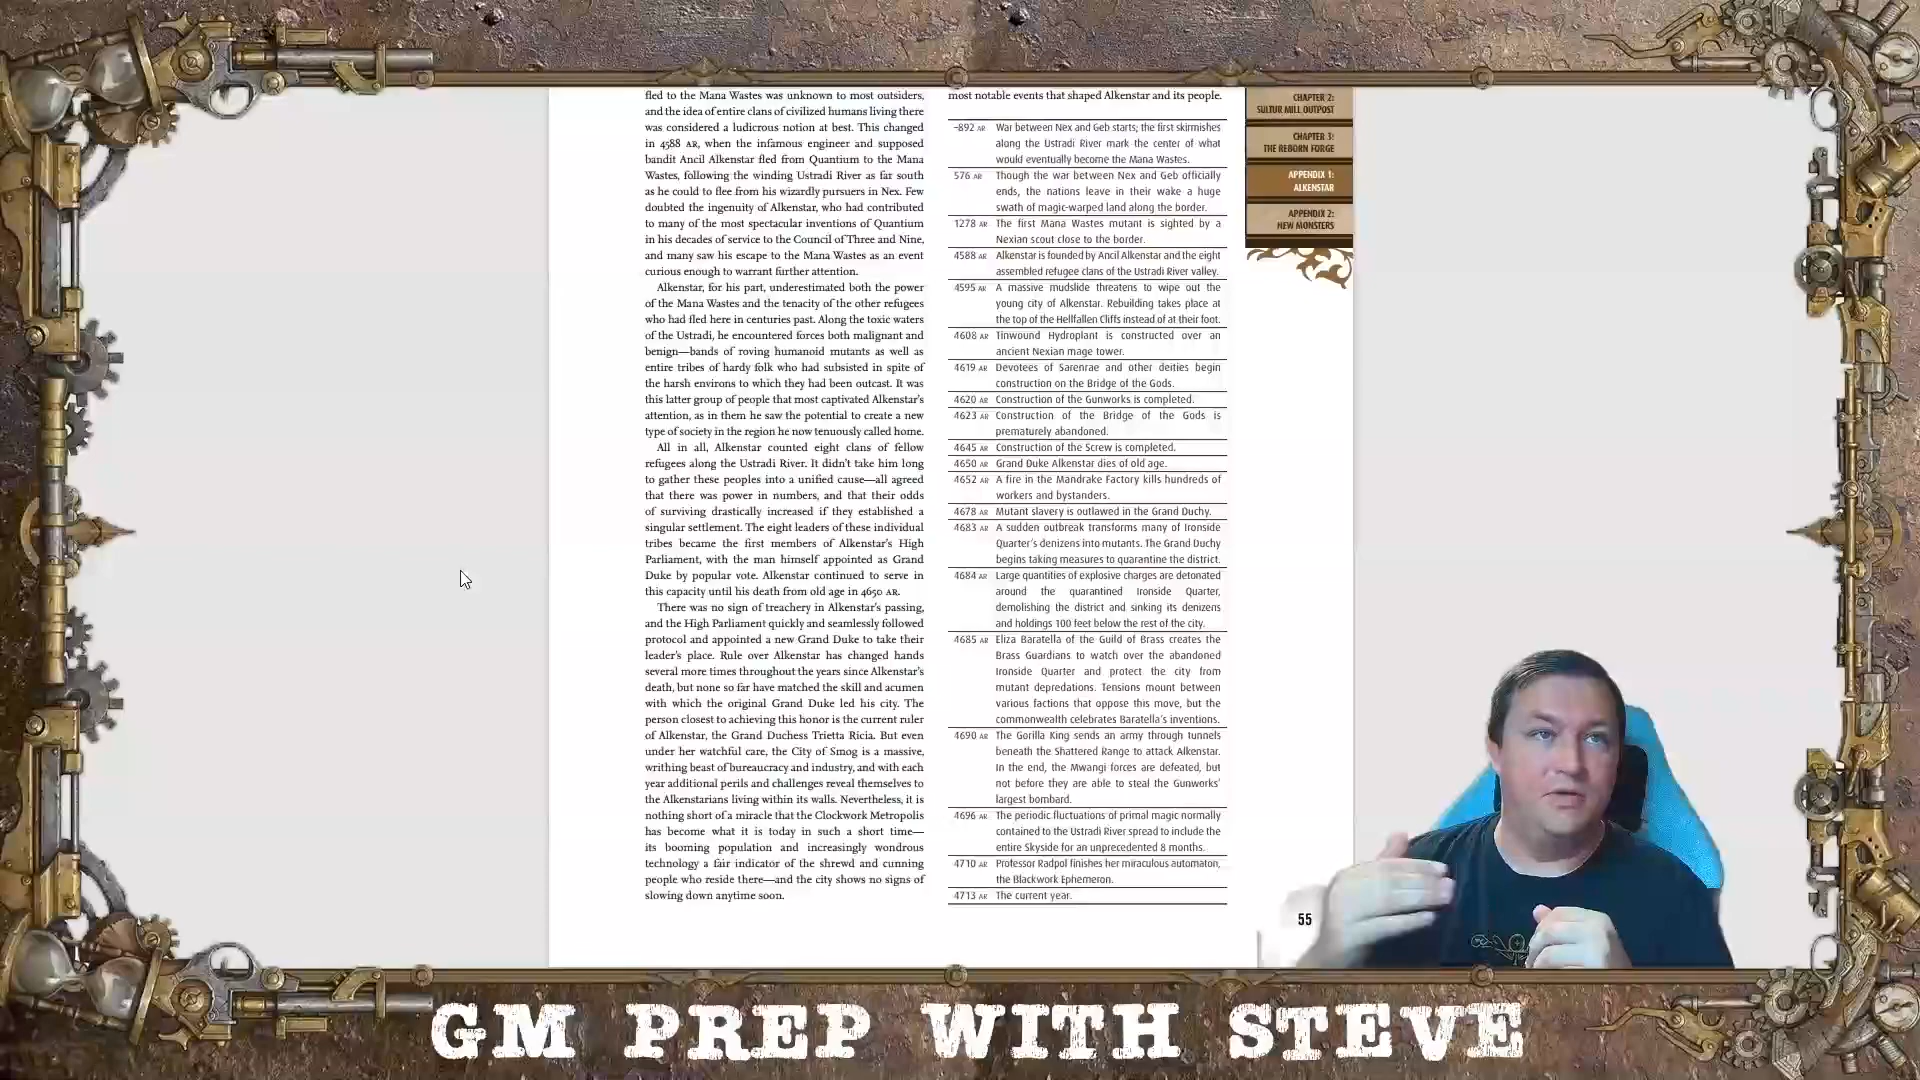 fled to the Mana Wastes was unknown to most outsiders,
and the idea of entire clans of civilized humans living there
was considered a ludicrous notion at best. This changed
in 4588 AR, when the infamous engineer and supposed
bandit Ancil Alkenstar fled from Quantium to the Mana
Wastes, following the winding Ustradi River as far south
as he could to flee from his wizardly pursuers in Nex. Few
doubted the ingenuity of Alkenstar, who had contributed
to many of the most spectacular inventions of Quantium
in his decades of service to the Council of Three and Nine,
and many saw his escape to the Mana Wastes as an event
curious enough to warrant further attention.
Alkenstar, for his part, underestimated both the power
of the Mana Wastes and the tenacity of the other refugees
who had fled here in centuries past. Along the toxic waters
of the Ustradi, he encountered forces both malignant and
benign—bands of roving humanoid mutants as well as
entire tribes of hardy folk who had subsisted in spite of
the harsh environs to which they had been outcast. It was
this latter group of people that most captivated Alkenstar's
attention, as in them he saw the potential to create a new
type of society in the region he now tenuously called home.
All in all, Alkenstar counted eight clans of fellow
refugees along the Ustradi River. It didn't take him long
to gather these peoples into a unified cause—all agreed
that there was power in numbers, and that their odds
of surviving drastically increased if they established a
singular settlement. The eight leaders of these individual
tribes became the first members of Alkenstar's High
Parliament, with the man himself appointed as Grand
Duke by popular vote. Alkenstar continued to serve in
this capacity until his death from old age in 4650 AR.
There was no sign of treachery in Alkenstar's passing,
and the High Parliament quickly and seamlessly followed
protocol and appointed a new Grand Duke to take their
leader's place. Rule over Alkenstar has changed hands
several more times throughout the years since Alkenstar's
death, but none so far have matched the skill and acumen
with which the original Grand Duke led his city. The
person closest to achieving this honor is the current ruler
of Alkenstar, the Grand Duchess Trietta Ricia. But even
under her watchful care, the City of Smog is a massive,
writhing beast of bureaucracy and industry, and with each
year additional perils and challenges reveal themselves to
the Alkenstarians living within its walls. Nevertheless, it is
nothing short of a miracle that the Clockwork Metropolis
has become what it is today in such a short time—
its booming population and increasingly wondrous
technology a fair indicator of the shrewd and cunning
people who reside there—and the city shows no signs of
slowing down anytime soon.
most notable events that shaped Alkenstar and its people.
–892 AR War between Nex and Geb starts; the first skirmishes
along the Ustradi River mark the center of what
would eventually become the Mana Wastes.
576 AR Though the war between Nex and Geb officially
ends, the nations leave in their wake a huge
swath of magic-warped land along the border.
1278 AR The first Mana Wastes mutant is sighted by a
Nexian scout close to the border.
4588 AR Alkenstar is founded by Ancil Alkenstar and the eight
assembled refugee clans of the Ustradi River valley.
4595 AR A massive mudslide threatens to wipe out the
young city of Alkenstar. Rebuilding takes place at
the top of the Hellfallen Cliffs instead of at their foot.
4608 AR Tinwound Hydroplant is constructed over an
ancient Nexian mage tower.
4619 AR Devotees of Sarenrae and other deities begin
construction on the Bridge of the Gods.
4620 AR Construction of the Gunworks is completed.
4623 AR Construction of the Bridge of the Gods is
prematurely abandoned.
4645 AR Construction of the Screw is completed.
4650 AR Grand Duke Alkenstar dies of old age.
4652 AR A fire in the Mandrake Factory kills hundreds of
workers and bystanders.
4678 AR Mutant slavery is outlawed in the Grand Duchy.
4683 AR A sudden outbreak transforms many of Ironside
Quarter's denizens into mutants. The Grand Duchy
begins taking measures to quarantine the district.
4684 AR Large quantities of explosive charges are detonated
around the quarantined Ironside Quarter,
demolishing the district and sinking its denizens
and holdings 100 feet below the rest of the city.
4685 AR Eliza Baratella of the Guild of Brass creates the
Brass Guardians to watch over the abandoned
Ironside Quarter and protect the city from
mutant depredations. Tensions mount between
various factions that oppose this move, but the
commonwealth celebrates Baratella's inventions.
4690 AR The Gorilla King sends an army through tunnels
beneath the Shattered Range to attack Alkenstar.
In the end, the Mwangi forces are defeated, but
not before they are able to steal the Gunworks'
largest bombard.
4696 AR The periodic fluctuations of primal magic normally
contained to the Ustradi River spread to include the
entire Skyside for an unprecedented 8 months.
4710 AR Professor Radpol finishes her miraculous automaton,
the Blackwork Ephemeron.
4713 AR The current year.
CHAPTER 2:
SULTUR MILL OUTPOST
CHAPTER 3:
THE REBORN FORGE
APPENDIX 1:
ALKENSTAR
APPENDIX 2:
NEW MONSTERS
55
GM PREP WITH STEVE